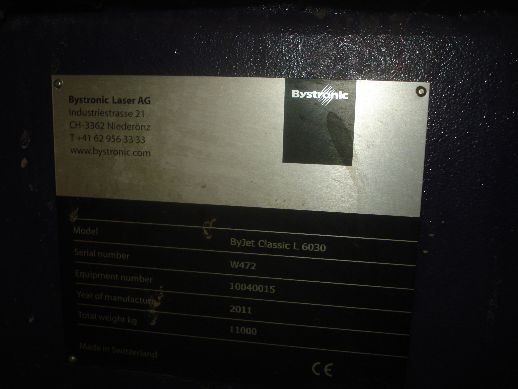 Bystronic Laser AG
Industriestrasse 21
CH-3362 Niederönz
T +41 62 956 33 33
www.bystronic.com
Bystronic
Model ByJet Classic L 6030
Serial number W472
Equipment number 10040015
Year of manufacture 2011
Total weight kg 11000
Made in Switzerland
CE